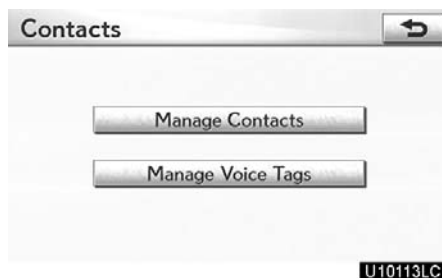 Contacts
Manage Contacts
Manage Voice Tags
U10113LC